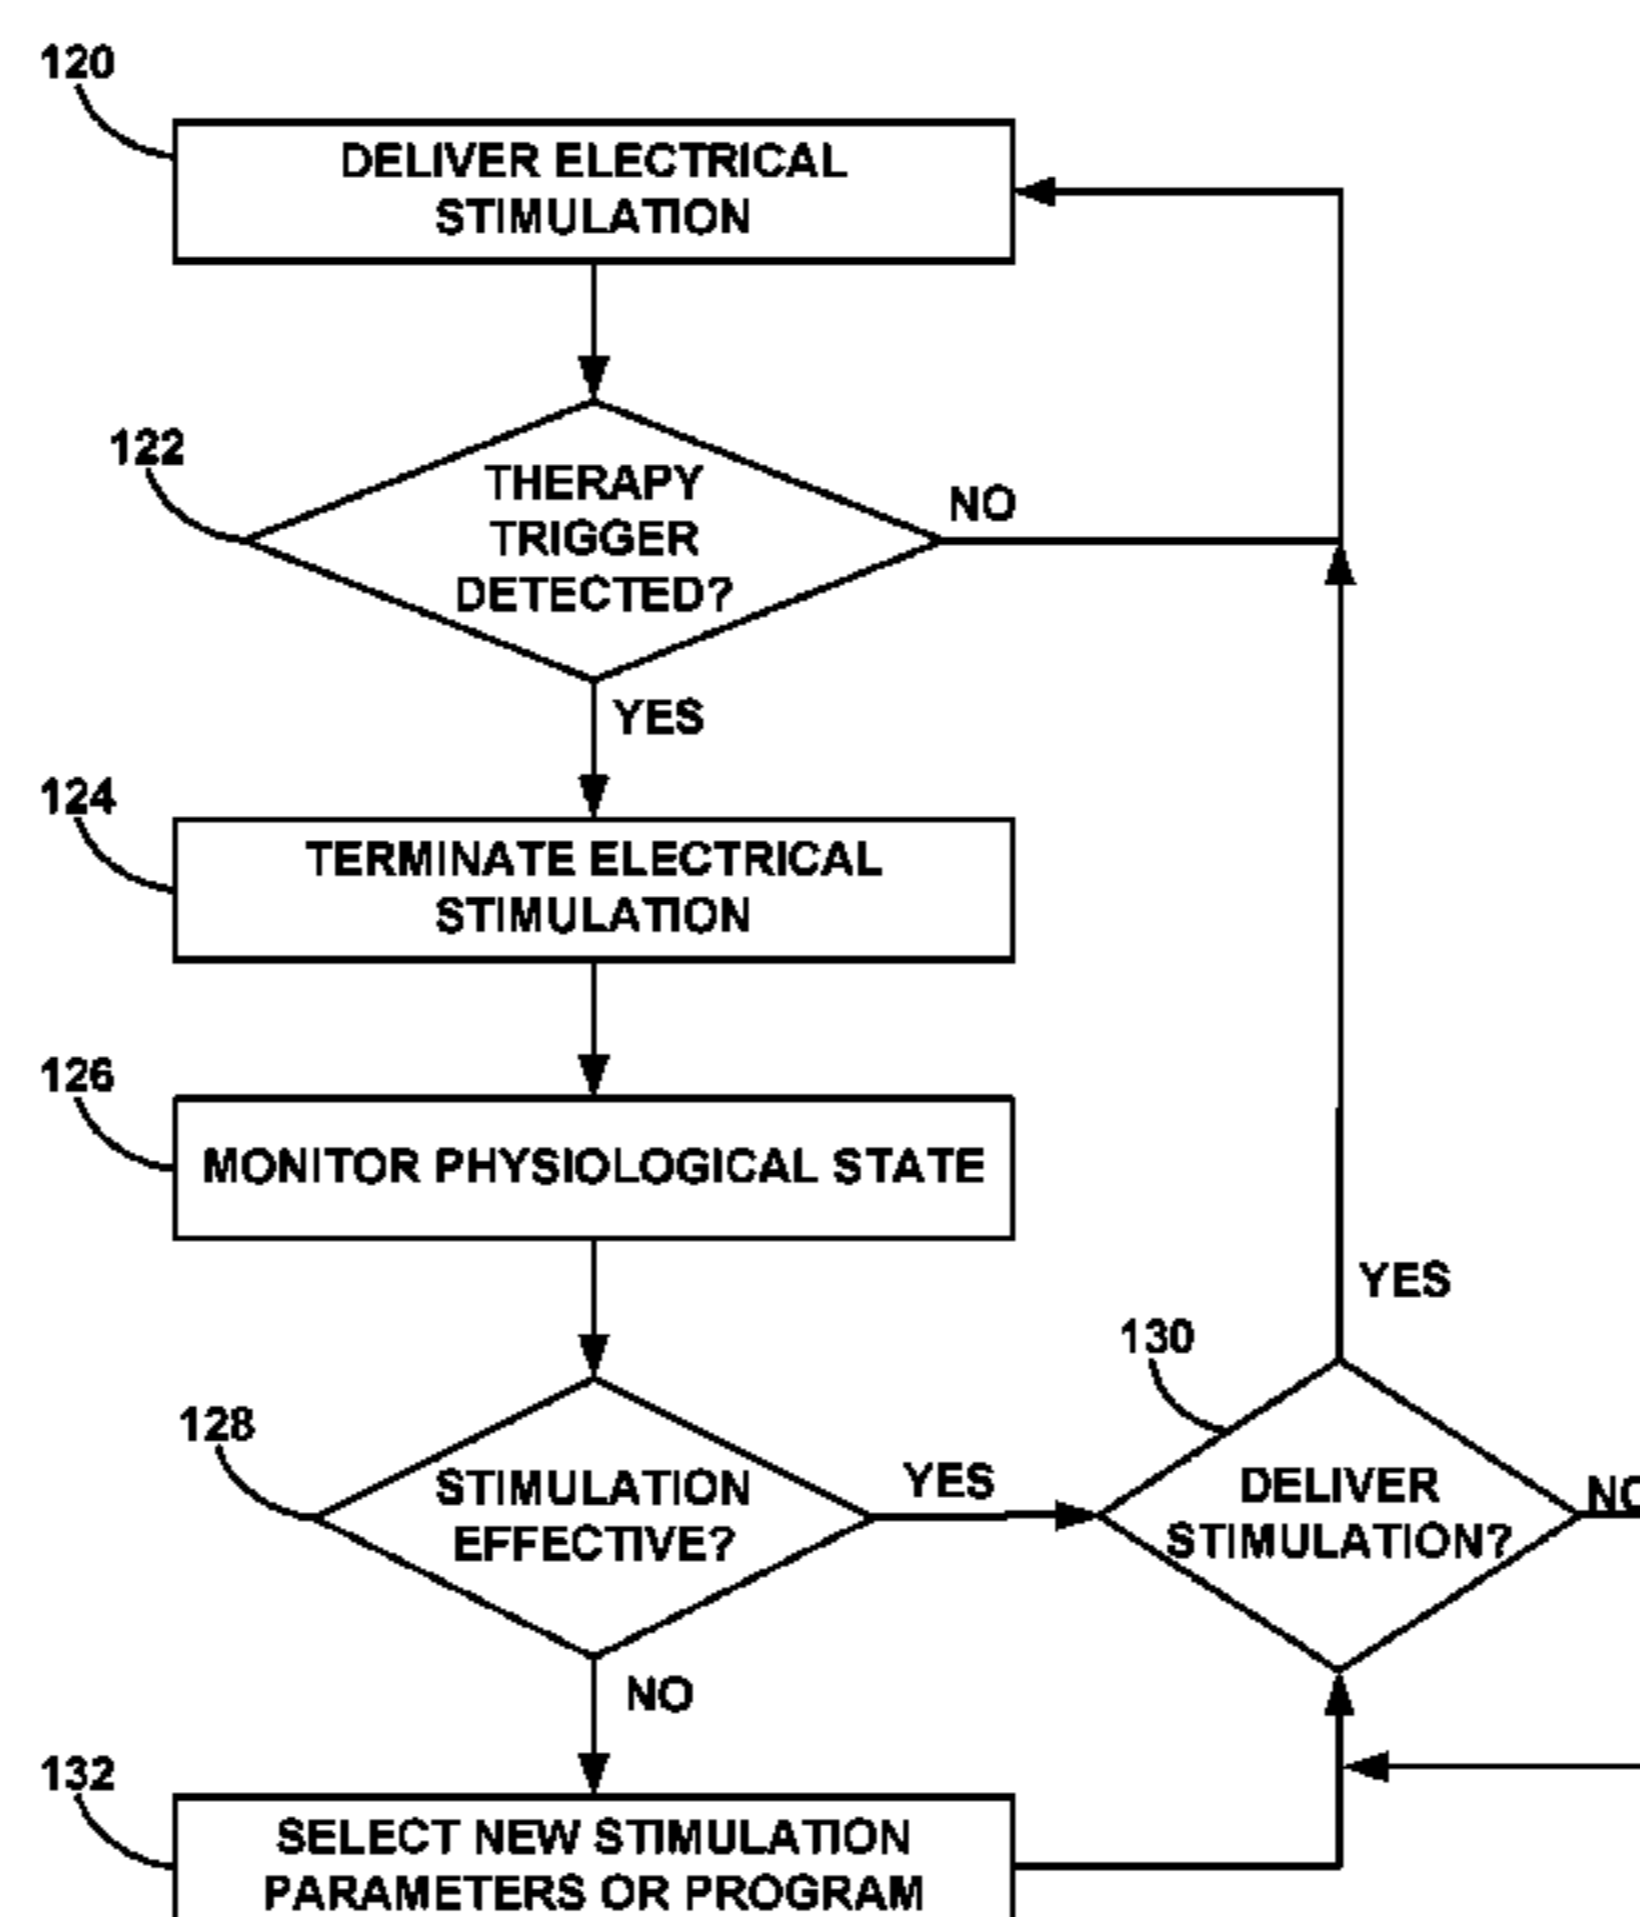 120
DELIVER ELECTRICAL
STIMULATION
122
THERAPY
TRIGGER
DETECTED?
NO
YES
124
TERMINATE ELECTRICAL
STIMULATION
126
MONITOR PHYSIOLOGICAL STATE
YES
130
128
STIMULATION
EFFECTIVE?
YES
DELIVER
STIMULATION?
NO
NO
132
SELECT NEW STIMULATION
PARAMETERS OR PROGRAM